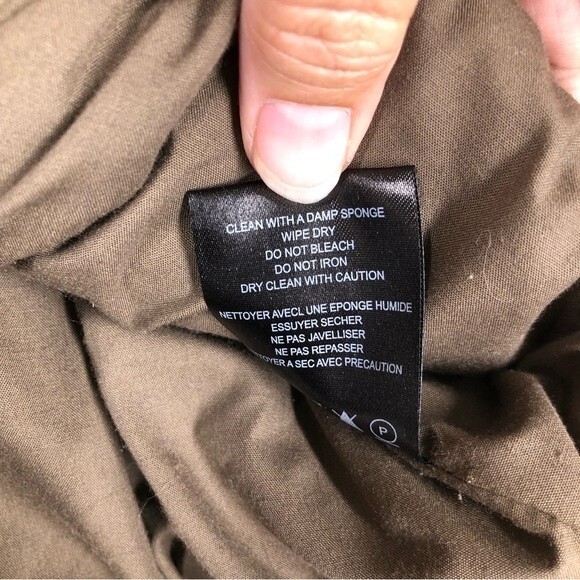 CLEAN WITH A DAMP SPONGE
WIPE DRY
DO NOT BLEACH
DO NOT IRON
DRY CLEAN WITH CAUTION
NETTOYER AVECL UNE EPONGE HUMIDE
ESSUYER SECHER
NE PAS JAVELLISER
NE PAS REPASSER
A SEC AVEC PRECAUTION
P